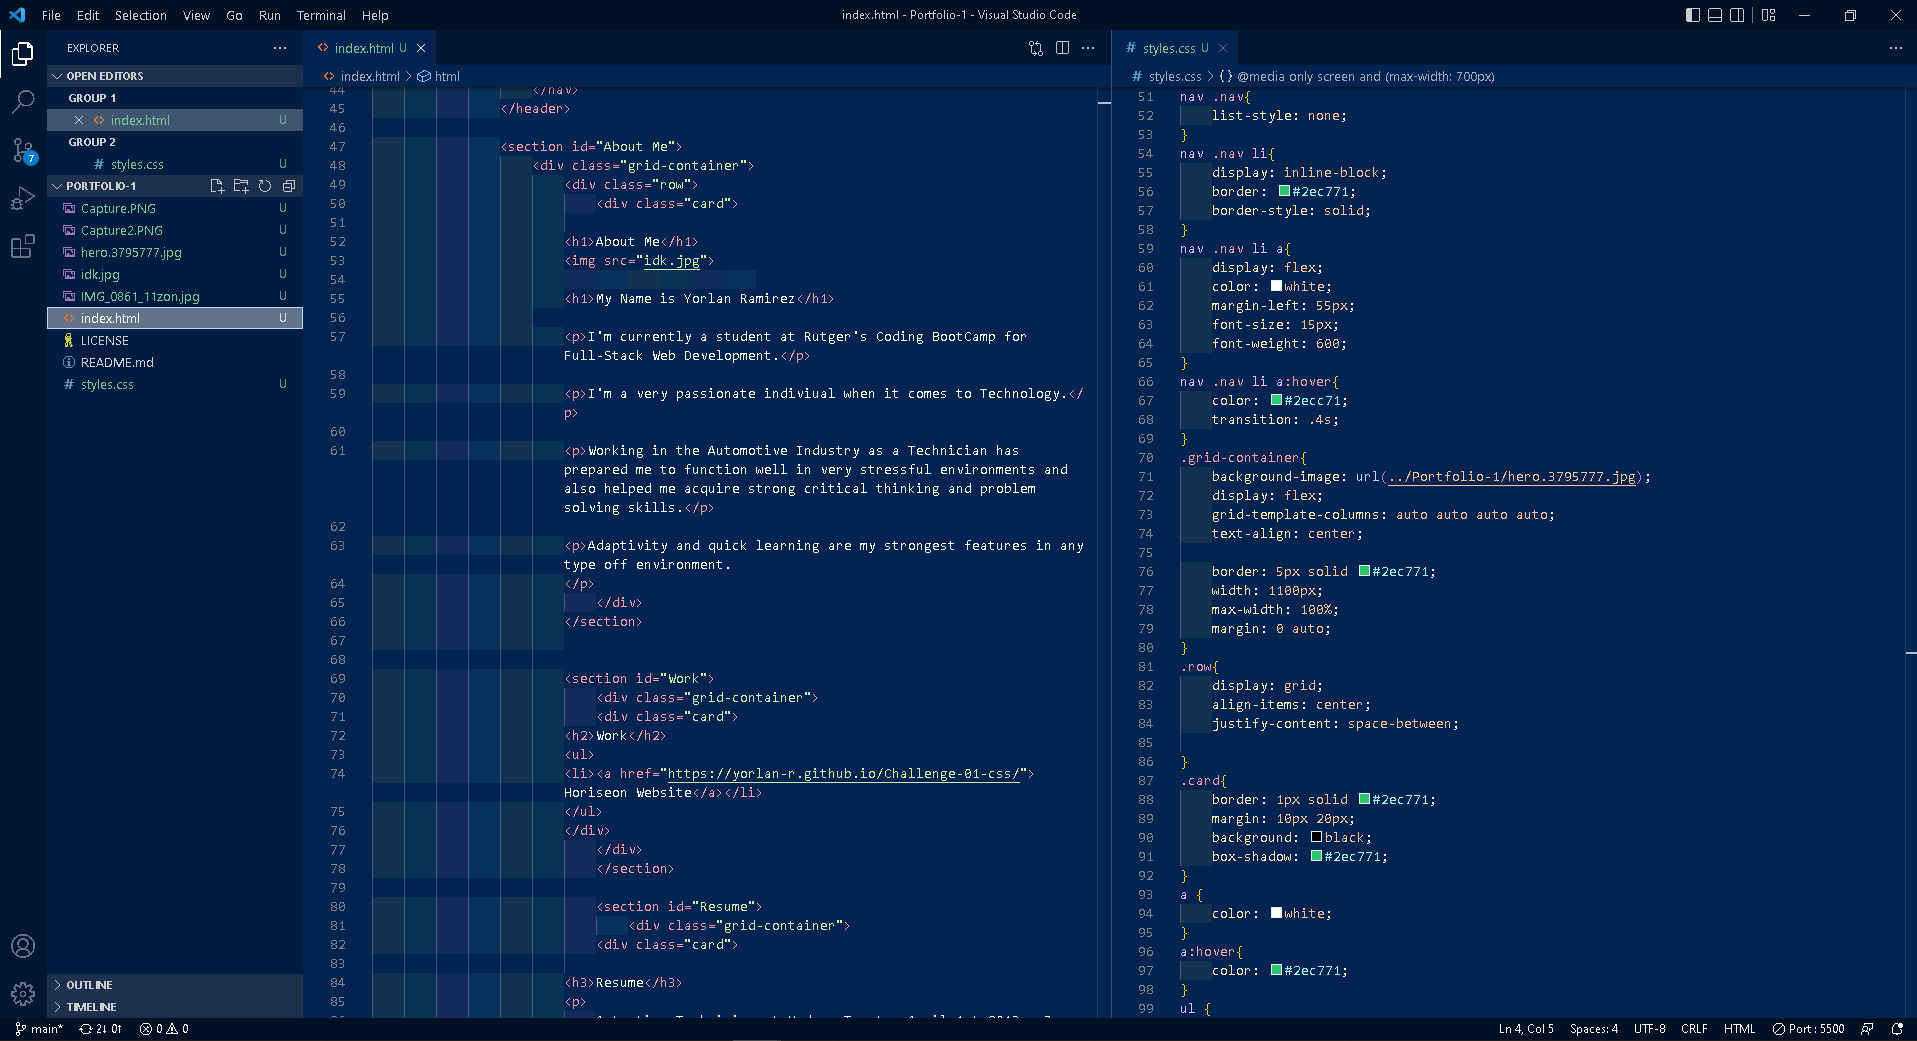 File Edit Selection View Go Run Terminal Help
index.html - Portfolio-1 - Visual Studio Code
EXPLORER
OPEN EDITORS
GROUP 1
index.html U
GROUP 2
# styles.css U
PORTFOLIO-1
Capture.PNG U
Capture2.PNG U
hero.3795777.jpg U
idk.jpg U
IMG_0861_11zon.jpg U
index.html U
LICENSE
README.md
# styles.css U
OUTLINE
TIMELINE
7
index.html U
index.html > html
44 </nav>
45 </header>
46
47 <section id="About Me">
48 <div class="grid-container">
49 <div class="row">
50 <div class="card">
51
52 <h1>About Me</h1>
53 <img src="idk.jpg">
54
55 <h1>My Name is Yorlan Ramirez</h1>
56
57 <p>I'm currently a student at Rutger's Coding BootCamp for
Full-Stack Web Development.</p>
58
59 <p>I'm a very passionate indiviual when it comes to Technology.</
p>
60
61 <p>Working in the Automotive Industry as a Technician has
prepared me to function well in very stressful environments and
also helped me acquire strong critical thinking and problem
solving skills.</p>
62
63 <p>Adaptivity and quick learning are my strongest features in any
type off environment.
64 </p>
65 </div>
66 </section>
67
68
69 <section id="Work">
70 <div class="grid-container">
71 <div class="card">
72 <h2>Work</h2>
73 <ul>
74 <li><a href="https://yorlan-r.github.io/Challenge-01-css/">
Horiseon Website</a></li>
75 </ul>
76 </div>
77 </div>
78 </section>
79
80 <section id="Resume">
81 <div class="grid-container">
82 <div class="card">
83
84 <h3>Resume</h3>
85 <p>
# styles.css U
# styles.css > {} @media only screen and (max-width: 700px)
51 nav .nav{
52 list-style: none;
53 }
54 nav .nav li{
55 display: inline-block;
56 border: #2ec771;
57 border-style: solid;
58 }
59 nav .nav li a{
60 display: flex;
61 color: white;
62 margin-left: 55px;
63 font-size: 15px;
64 font-weight: 600;
65 }
66 nav .nav li a:hover{
67 color: #2ecc71;
68 transition: .4s;
69 }
70 .grid-container{
71 background-image: url(../Portfolio-1/hero.3795777.jpg);
72 display: flex;
73 grid-template-columns: auto auto auto auto;
74 text-align: center;
75
76 border: 5px solid #2ec771;
77 width: 1100px;
78 max-width: 100%;
79 margin: 0 auto;
80 }
81 .row{
82 display: grid;
83 align-items: center;
84 justify-content: space-between;
85
86 }
87 .card{
88 border: 1px solid #2ec771;
89 margin: 10px 20px;
90 background: black;
91 box-shadow: #2ec771;
92 }
93 a {
94 color: white;
95 }
96 a:hover{
97 color: #2ec771;
98 }
99 ul {
main* 2↓ 0↑ 0 0
Ln 4, Col 5 Spaces: 4 UTF-8 CRLF HTML Port : 5500